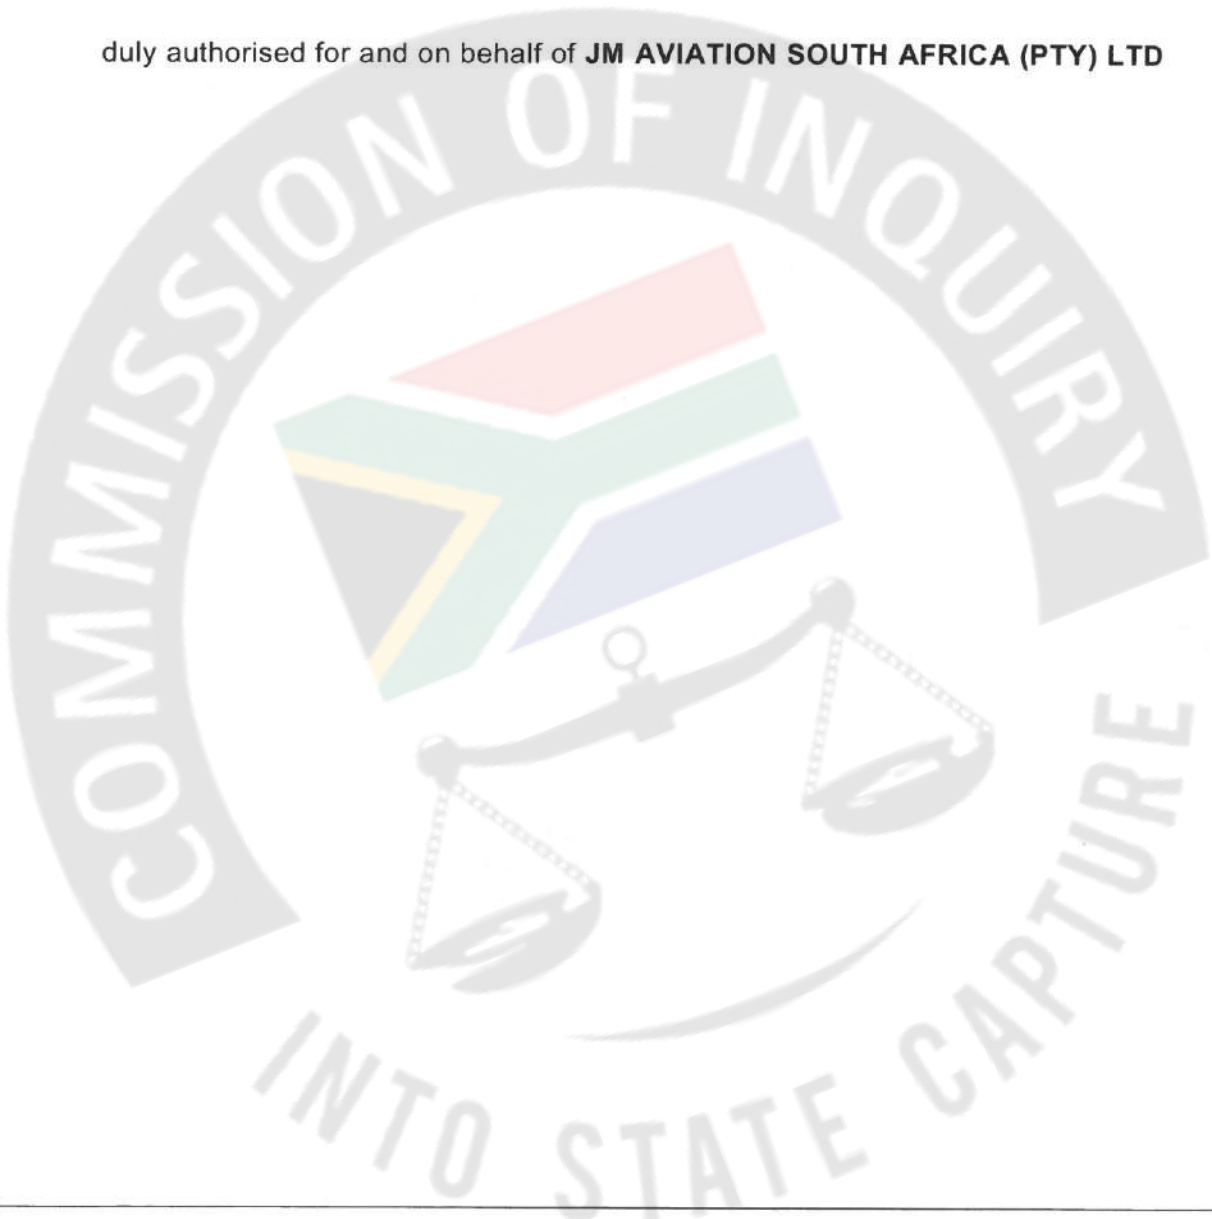 duly authorised for and on behalf of JM AVIATION SOUTH AFRICA (PTY) LTD
COMMISSION OF INQUIRY
INTO STATE CAPTURE